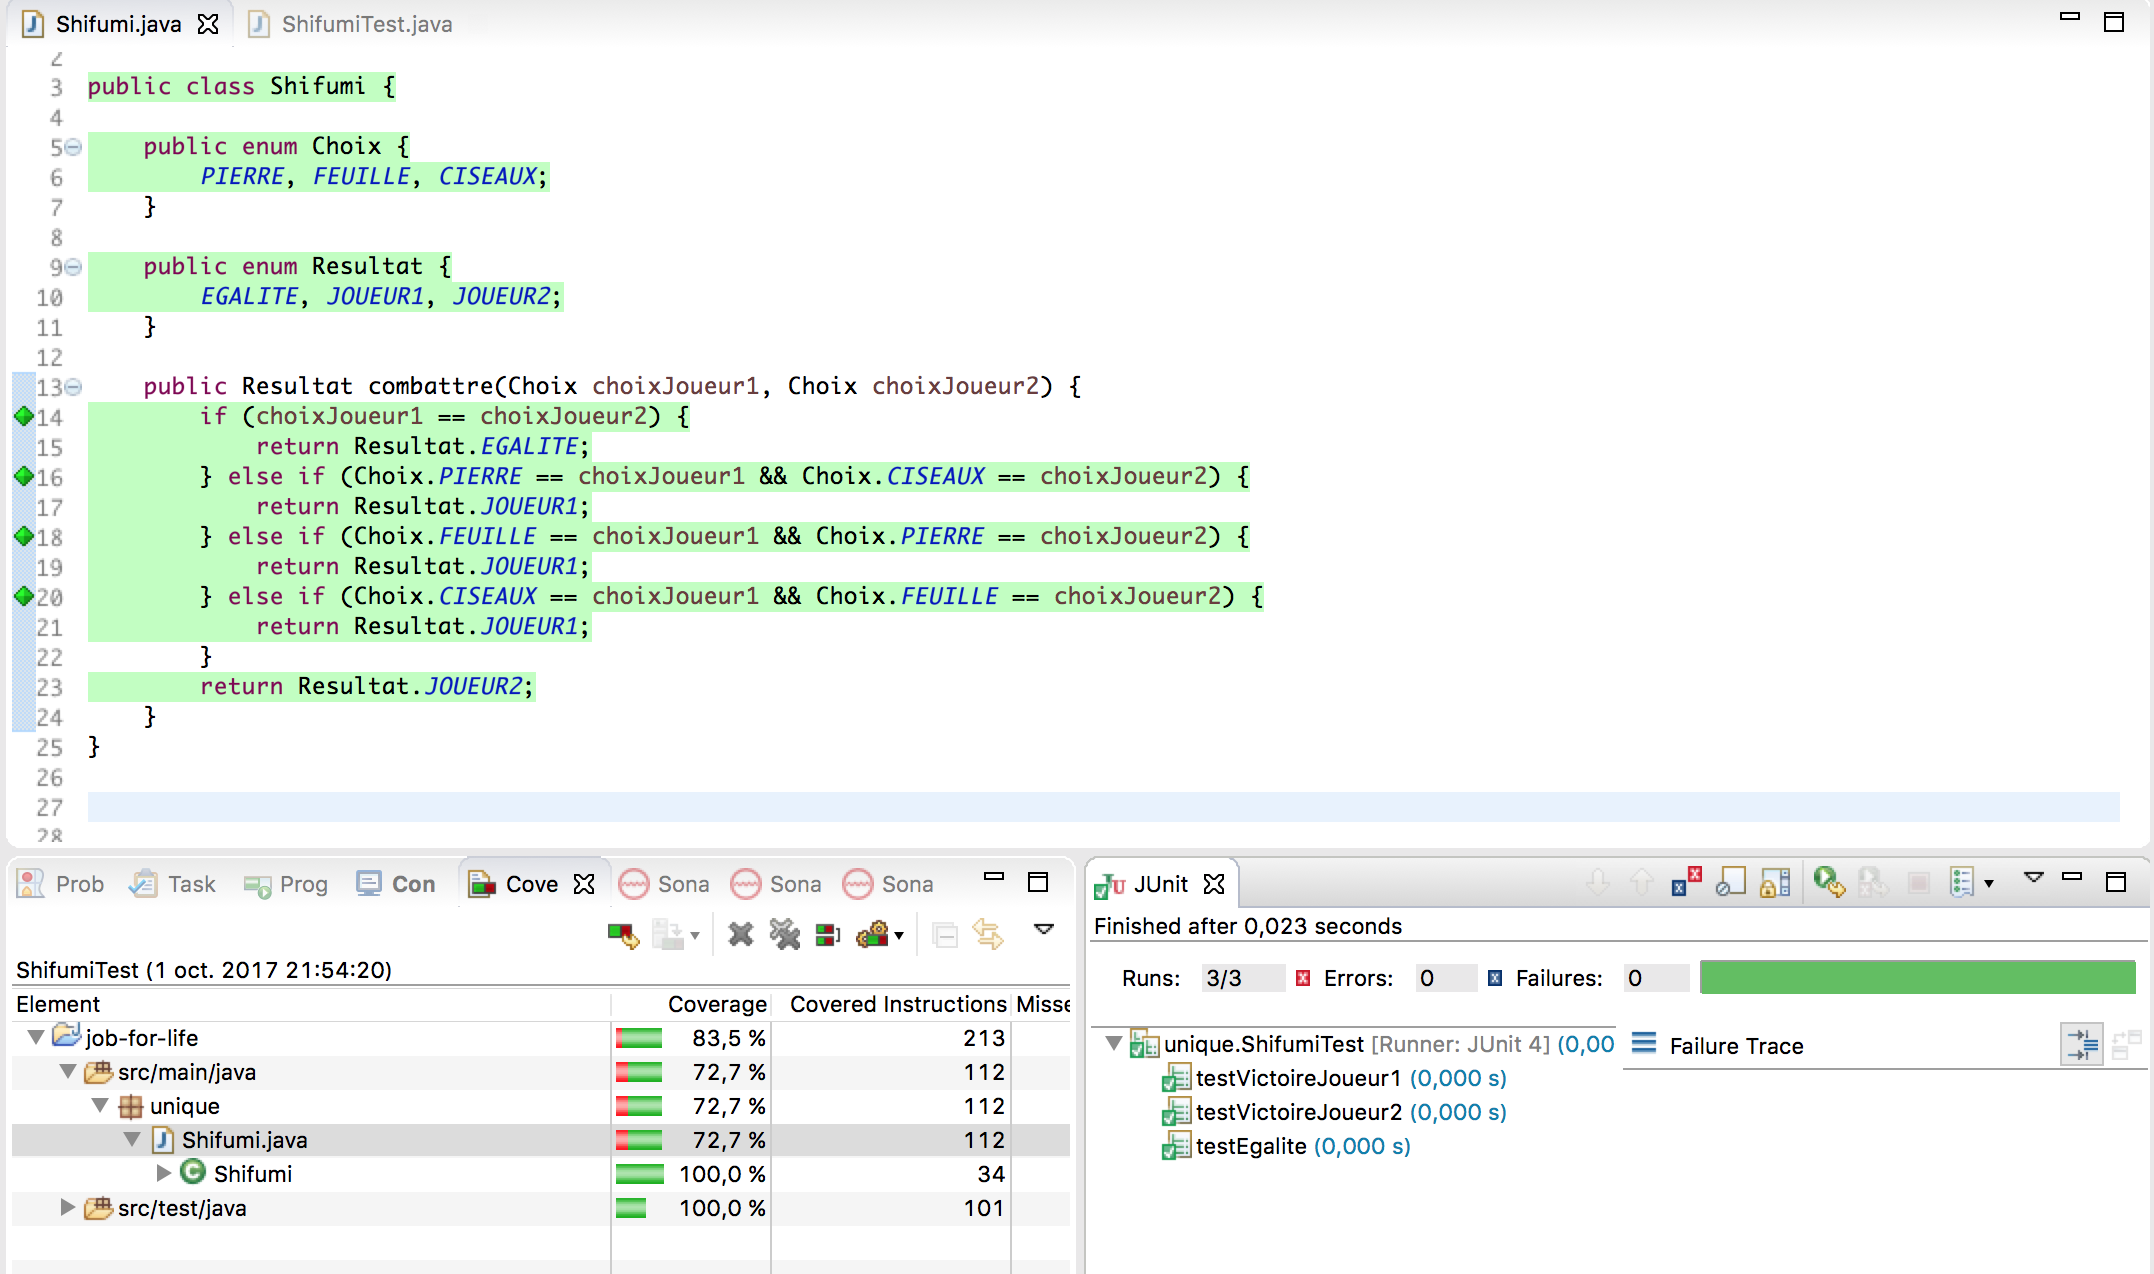 Shifumi.java ShifumiTest.java
2
3 public class Shifumi {
4
5 public enum Choix {
6 PIERRE, FEUILLE, CISEAUX;
7 }
8
9 public enum Resultat {
10 EGALITE, JOUEUR1, JOUEUR2;
11 }
12
13 public Resultat combattre(Choix choixJoueur1, Choix choixJoueur2) {
14 if (choixJoueur1 == choixJoueur2) {
15 return Resultat.EGALITE;
16 } else if (Choix.PIERRE == choixJoueur1 && Choix.CISEAUX == choixJoueur2) {
17 return Resultat.JOUEUR1;
18 } else if (Choix.FEUILLE == choixJoueur1 && Choix.PIERRE == choixJoueur2) {
19 return Resultat.JOUEUR1;
20 } else if (Choix.CISEAUX == choixJoueur1 && Choix.FEUILLE == choixJoueur2) {
21 return Resultat.JOUEUR1;
22 }
23 return Resultat.JOUEUR2;
24 }
25 }
26
27
28
Prob Task Prog Con Cove Sona Sona Sona
ShifumiTest (1 oct. 2017 21:54:20)
Element Coverage Covered Instructions Misse
job-for-life 83,5 % 213
src/main/java 72,7 % 112
unique 72,7 % 112
Shifumi.java 72,7 % 112
Shifumi 100,0 % 34
src/test/java 100,0 % 101
JUnit
Finished after 0,023 seconds
Runs: 3/3 Errors: 0 Failures: 0
unique.ShifumiTest [Runner: JUnit 4] (0,00
testVictoireJoueur1 (0,000 s)
testVictoireJoueur2 (0,000 s)
testEgalite (0,000 s)
Failure Trace